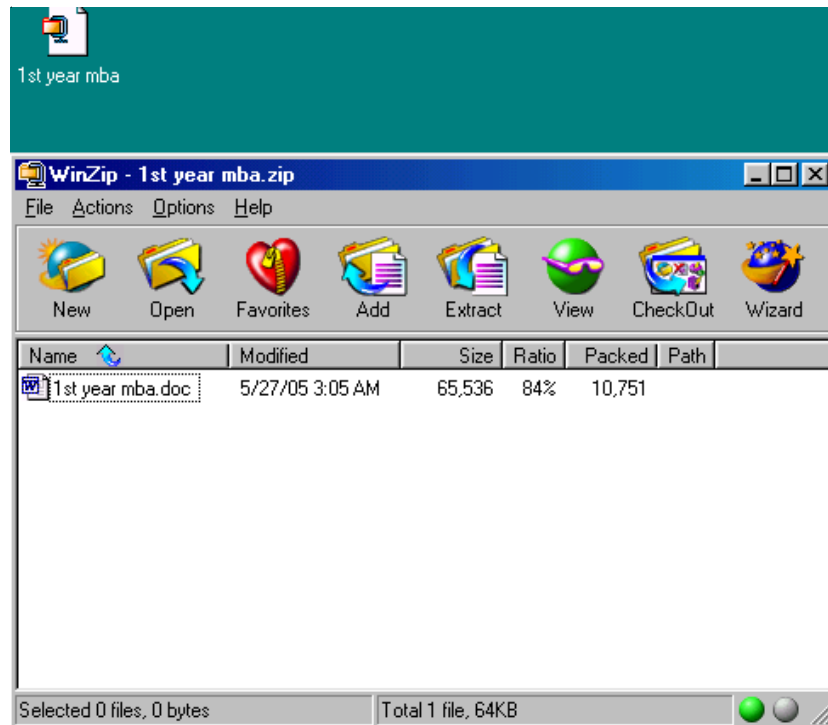 1st year mba
WinZip - 1st year mba.zip
File Actions Options Help
New Open Favorites Add Extract View CheckOut Wizard
Name Modified Size Ratio Packed Path
1st year mba.doc 5/27/05 3:05 AM 65,536 84% 10,751
Selected 0 files, 0 bytes Total 1 file, 64KB